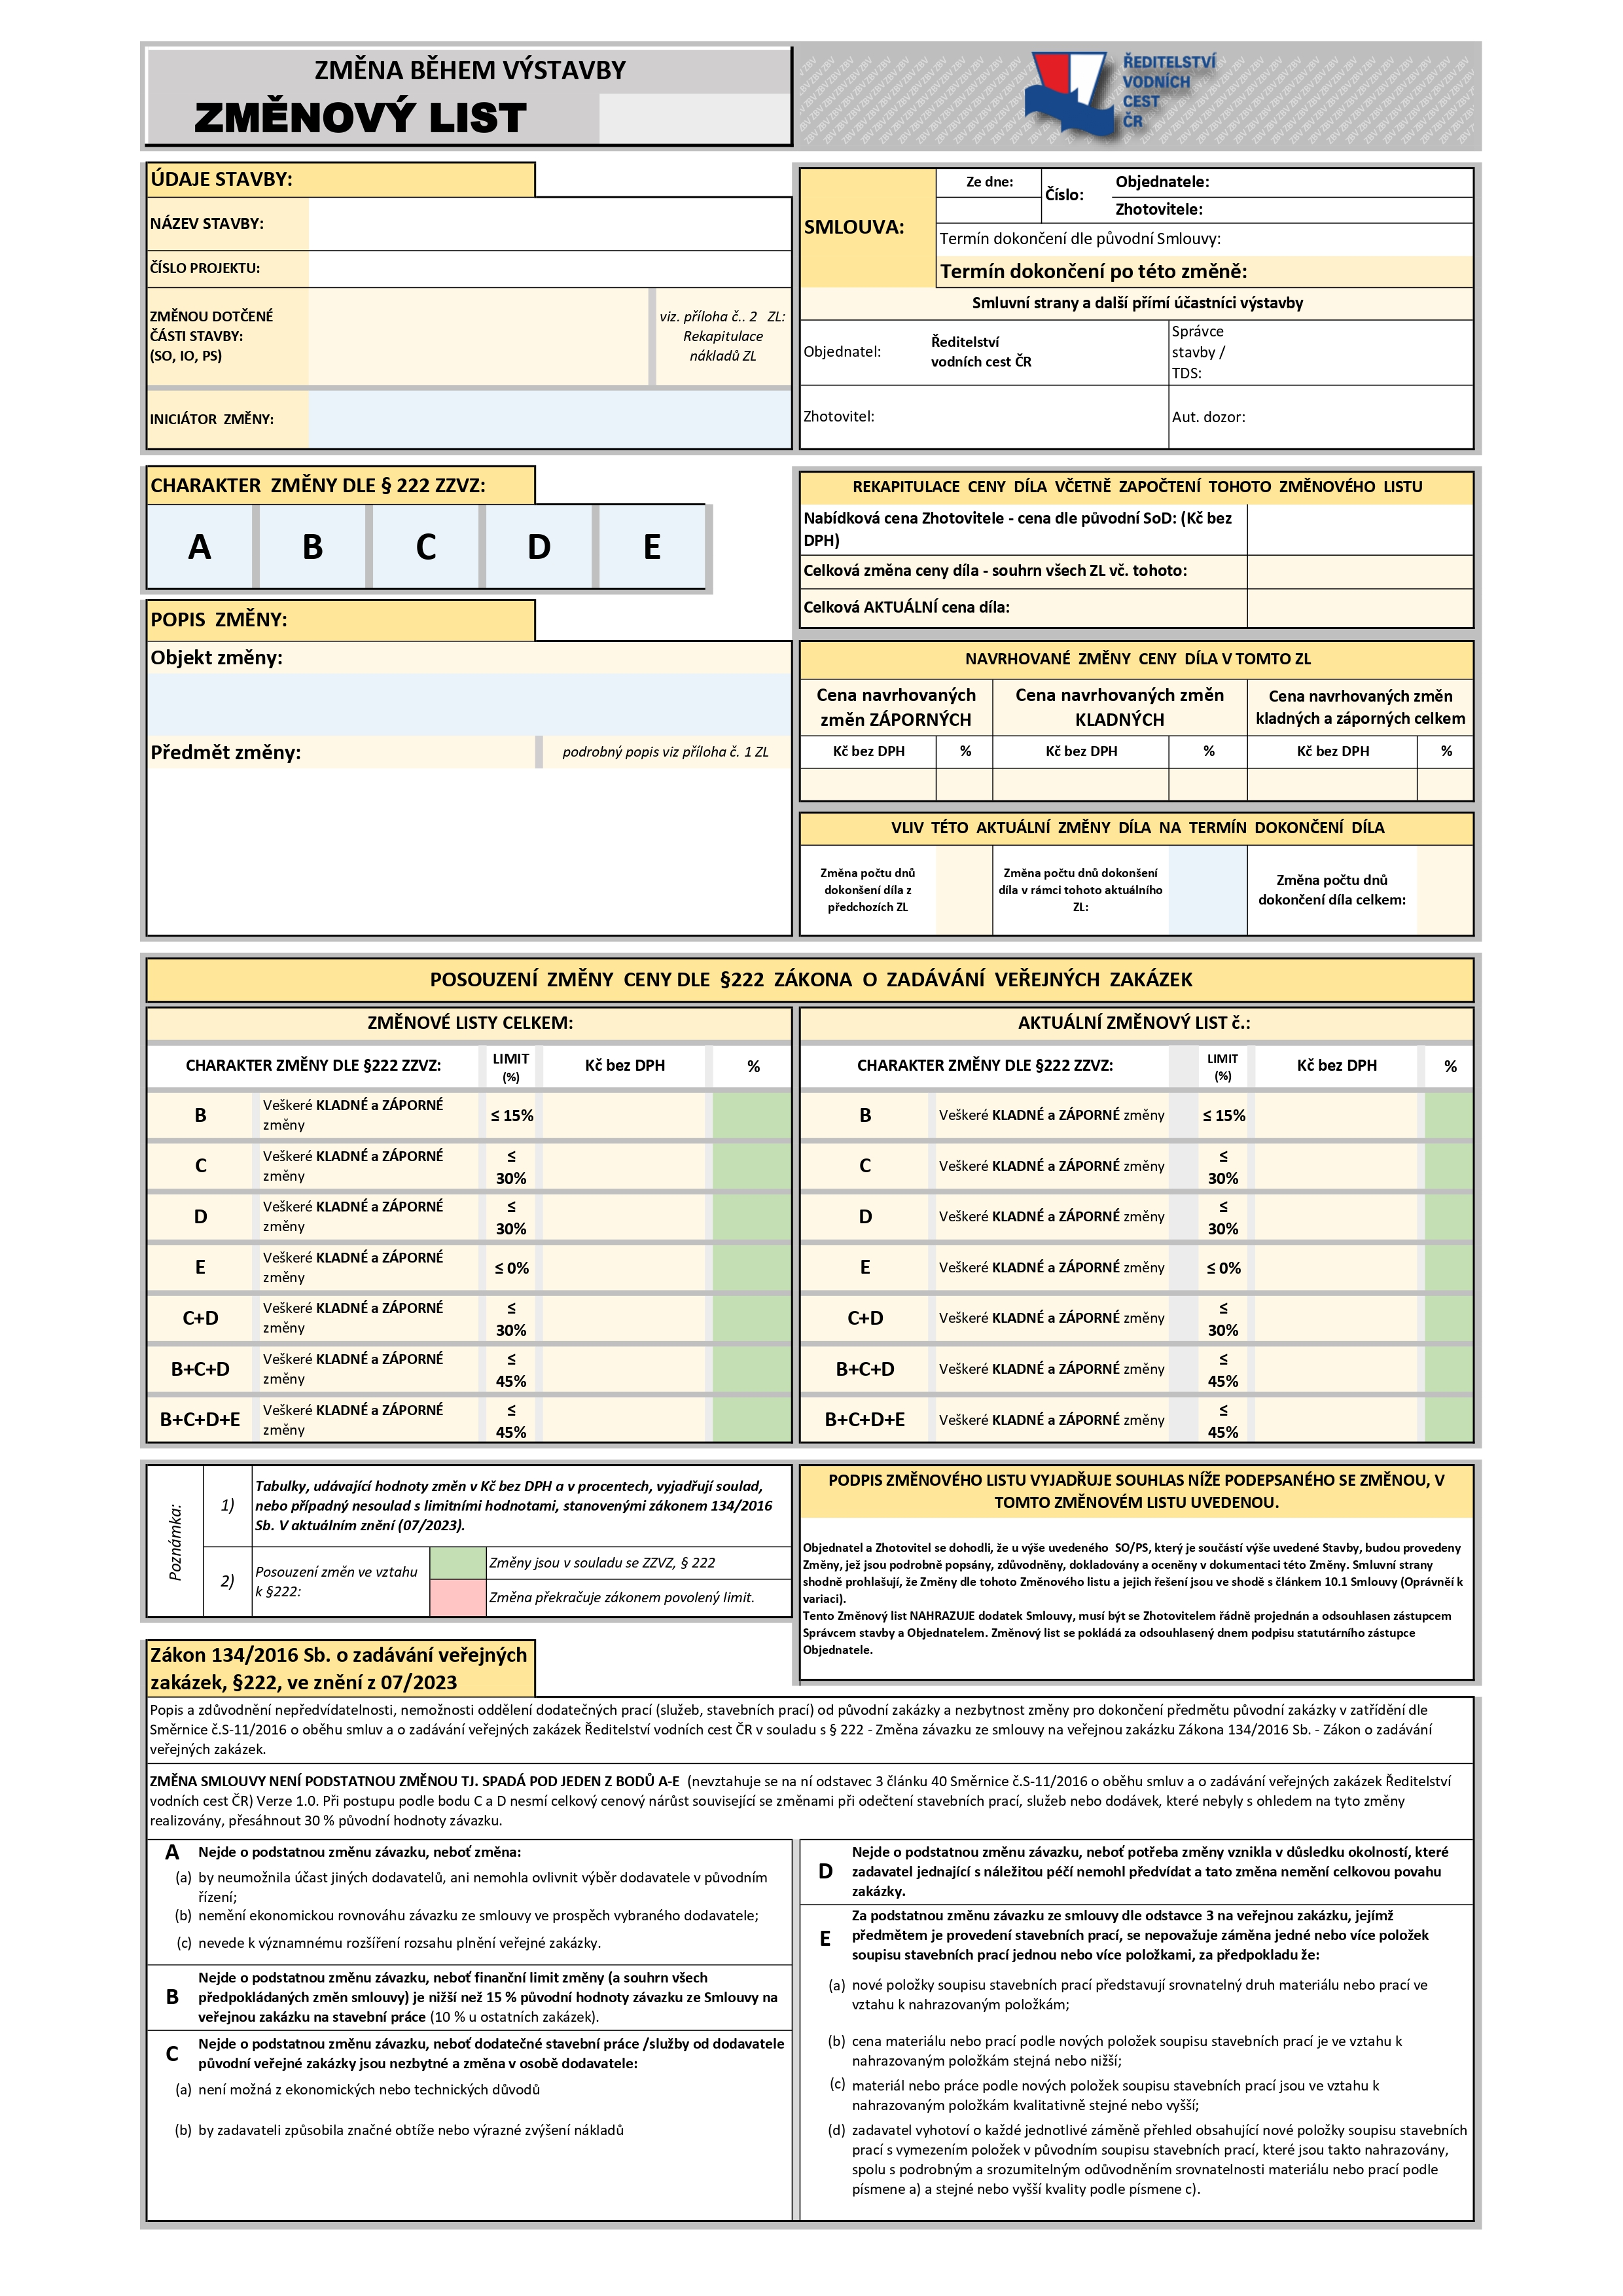 ZMĚNA BĚHEM VÝSTAVBY
ZMĚNOVÝ LIST
ŘEDITELSTVÍ
VODNÍCH
CEST
ČR
ÚDAJE STAVBY:
NÁZEV STAVBY:
ČÍSLO PROJEKTU:
ZMĚNOU DOTČENÉ
ČÁSTI STAVBY:
(SO, IO, PS)
viz. příloha č.. 2 ZL:
Rekapitulace
nákladů ZL
INICIÁTOR ZMĚNY:
SMLOUVA:
Ze dne:
Číslo:
Objednatele:
Zhotovitele:
Termín dokončení dle původní Smlouvy:
Termín dokončení po této změně:
Smluvní strany a další přímí účastníci výstavby
Objednatel:
Ředitelství
vodních cest ČR
Správce
stavby /
TDS:
Zhotovitel:
Aut. dozor:
CHARAKTER ZMĚNY DLE § 222 ZZVZ:
A B C D E
POPIS ZMĚNY:
Objekt změny:
Předmět změny:
podrobný popis viz příloha č. 1 ZL
REKAPITULACE CENY DÍLA VČETNĚ ZAPOČTENÍ TOHOTO ZMĚNOVÉHO LISTU
Nabídková cena Zhotovitele - cena dle původní SoD: (Kč bez
DPH)
Celková změna ceny díla - souhrn všech ZL vč. tohoto:
Celková AKTUÁLNÍ cena díla:
NAVRHOVANÉ ZMĚNY CENY DÍLA V TOMTO ZL
Cena navrhovaných
změn ZÁPORNÝCH
Cena navrhovaných změn
KLADNÝCH
Cena navrhovaných změn
kladných a záporných celkem
Kč bez DPH % Kč bez DPH % Kč bez DPH %
VLIV TÉTO AKTUÁLNÍ ZMĚNY DÍLA NA TERMÍN DOKONČENÍ DÍLA
Změna počtu dnů
dokonšení díla z
předchozích ZL
Změna počtu dnů dokonšení
díla v rámci tohoto aktuálního
ZL:
Změna počtu dnů
dokončení díla celkem:
POSOUZENÍ ZMĚNY CENY DLE §222 ZÁKONA O ZADÁVÁNÍ VEŘEJNÝCH ZAKÁZEK
ZMĚNOVÉ LISTY CELKEM:
CHARAKTER ZMĚNY DLE §222 ZZVZ:
LIMIT
(%)
Kč bez DPH
%
B
Veškeré KLADNÉ a ZÁPORNÉ
změny
≤ 15%
C
Veškeré KLADNÉ a ZÁPORNÉ
změny
≤
30%
D
Veškeré KLADNÉ a ZÁPORNÉ
změny
≤
30%
E
Veškeré KLADNÉ a ZÁPORNÉ
změny
≤ 0%
C+D
Veškeré KLADNÉ a ZÁPORNÉ
změny
≤
30%
B+C+D
Veškeré KLADNÉ a ZÁPORNÉ
změny
≤
45%
B+C+D+E
Veškeré KLADNÉ a ZÁPORNÉ
změny
≤
45%
AKTUÁLNÍ ZMĚNOVÝ LIST č.:
CHARAKTER ZMĚNY DLE §222 ZZVZ:
LIMIT
(%)
Kč bez DPH
%
B
Veškeré KLADNÉ a ZÁPORNÉ změny
≤ 15%
C
Veškeré KLADNÉ a ZÁPORNÉ změny
≤
30%
D
Veškeré KLADNÉ a ZÁPORNÉ změny
≤
30%
E
Veškeré KLADNÉ a ZÁPORNÉ změny
≤ 0%
C+D
Veškeré KLADNÉ a ZÁPORNÉ změny
≤
30%
B+C+D
Veškeré KLADNÉ a ZÁPORNÉ změny
≤
45%
B+C+D+E
Veškeré KLADNÉ a ZÁPORNÉ změny
≤
45%
Poznámka:
1)
Tabulky, udávající hodnoty změn v Kč bez DPH a v procentech, vyjadřují soulad,
nebo případný nesoulad s limitními hodnotami, stanovenými zákonem 134/2016
Sb. V aktuálním znění (07/2023).
2)
Posouzení změn ve vztahu
k §222:
Změny jsou v souladu se ZZVZ, § 222
Změna překračuje zákonem povolený limit.
PODPIS ZMĚNOVÉHO LISTU VYJADŘUJE SOUHLAS NÍŽE PODEPSANÉHO SE ZMĚNOU, V
TOMTO ZMĚNOVÉM LISTU UVEDENOU.
Objednatel a Zhotovitel se dohodli, že u výše uvedeného SO/PS, který je součástí výše uvedené Stavby, budou provedeny
Změny, jež jsou podrobně popsány, zdůvodněny, dokladovány a oceněny v dokumentaci této Změny. Smluvní strany
shodně prohlašují, že Změny dle tohoto Změnového listu a jejich řešení jsou ve shodě s článkem 10.1 Smlouvy (Oprávněí k
variaci).
Tento Změnový list NAHRAZUJE dodatek Smlouvy, musí být se Zhotovitelem řádně projednán a odsouhlasen zástupcem
Správcem stavby a Objednatelem. Změnový list se pokládá za odsouhlasený dnem podpisu statutárního zástupce
Objednatele.
Zákon 134/2016 Sb. o zadávání veřejných
zakázek, §222, ve znění z 07/2023
Popis a zdůvodnění nepředvídatelnosti, nemožnosti oddělení dodatečných prací (služeb, stavebních prací) od původní zakázky a nezbytnost změny pro dokončení předmětu původní zakázky v zatřídění dle
Směrnice č.S-11/2016 o oběhu smluv a o zadávání veřejných zakázek Ředitelství vodních cest ČR v souladu s § 222 - Změna závazku ze smlouvy na veřejnou zakázku Zákona 134/2016 Sb. - Zákon o zadávání
veřejných zakázek.
ZMĚNA SMLOUVY NENÍ PODSTATNOU ZMĚNOU TJ. SPADÁ POD JEDEN Z BODŮ A-E (nevztahuje se na ní odstavec 3 článku 40 Směrnice č.S-11/2016 o oběhu smluv a o zadávání veřejných zakázek Ředitelství
vodních cest ČR) Verze 1.0. Při postupu podle bodu C a D nesmí celkový cenový nárůst související se změnami při odečtení stavebních prací, služeb nebo dodávek, které nebyly s ohledem na tyto změny
realizovány, přesáhnout 30 % původní hodnoty závazku.
A Nejde o podstatnou změnu závazku, neboť změna:
(a) by neumožnila účast jiných dodavatelů, ani nemohla ovlivnit výběr dodavatele v původním
řízení;
(b) nemění ekonomickou rovnováhu závazku ze smlouvy ve prospěch vybraného dodavatele;
(c) nevede k významnému rozšíření rozsahu plnění veřejné zakázky.
B
Nejde o podstatnou změnu závazku, neboť finanční limit změny (a souhrn všech
předpokládaných změn smlouvy) je nižší než 15 % původní hodnoty závazku ze Smlouvy na
veřejnou zakázku na stavební práce (10 % u ostatních zakázek).
C
Nejde o podstatnou změnu závazku, neboť dodatečné stavební práce /služby od dodavatele
původní veřejné zakázky jsou nezbytné a změna v osobě dodavatele:
(a) není možná z ekonomických nebo technických důvodů
(b) by zadavateli způsobila značné obtíže nebo výrazné zvýšení nákladů
D
Nejde o podstatnou změnu závazku, neboť potřeba změny vznikla v důsledku okolností, které
zadavatel jednající s náležitou péčí nemohl předvídat a tato změna nemění celkovou povahu
zakázky.
E
Za podstatnou změnu závazku ze smlouvy dle odstavce 3 na veřejnou zakázku, jejímž
předmětem je provedení stavebních prací, se nepovažuje záměna jedné nebo více položek
soupisu stavebních prací jednou nebo více položkami, za předpokladu že:
(a) nové položky soupisu stavebních prací představují srovnatelný druh materiálu nebo prací ve
vztahu k nahrazovaným položkám;
(b) cena materiálu nebo prací podle nových položek soupisu stavebních prací je ve vztahu k
nahrazovaným položkám stejná nebo nižší;
(c) materiál nebo práce podle nových položek soupisu stavebních prací jsou ve vztahu k
nahrazovaným položkám kvalitativně stejné nebo vyšší;
(d) zadavatel vyhotoví o každé jednotlivé záměně přehled obsahující nové položky soupisu stavebních
prací s vymezením položek v původním soupisu stavebních prací, které jsou takto nahrazovány,
spolu s podrobným a srozumitelným odůvodněním srovnatelnosti materiálu nebo prací podle
písmene a) a stejné nebo vyšší kvality podle písmene c).